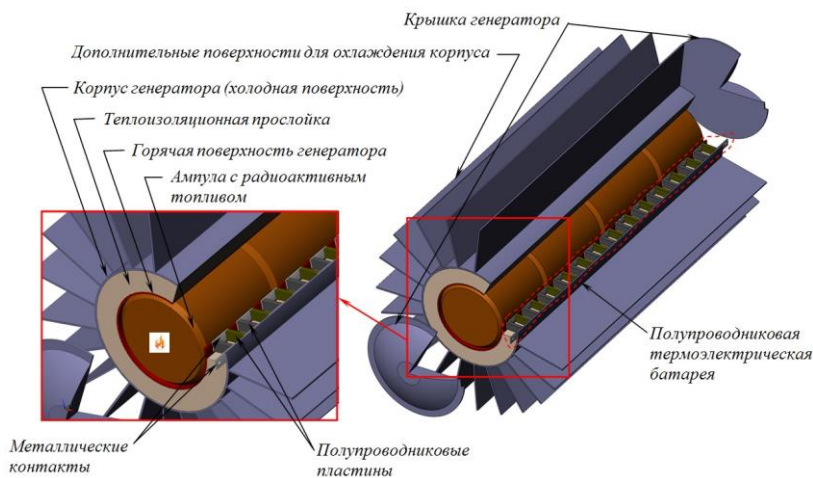 Крышка генератора
Дополнительные поверхности для охлаждения корпуса
Корпус генератора (холодная поверхность)
Теплоизоляционная прослойка
Горячая поверхность генератора
Ампула с радиоактивным
топливом
Полупроводниковая
термоэлектрическая
батарея
Металлические
контакты
Полупроводниковые
пластины